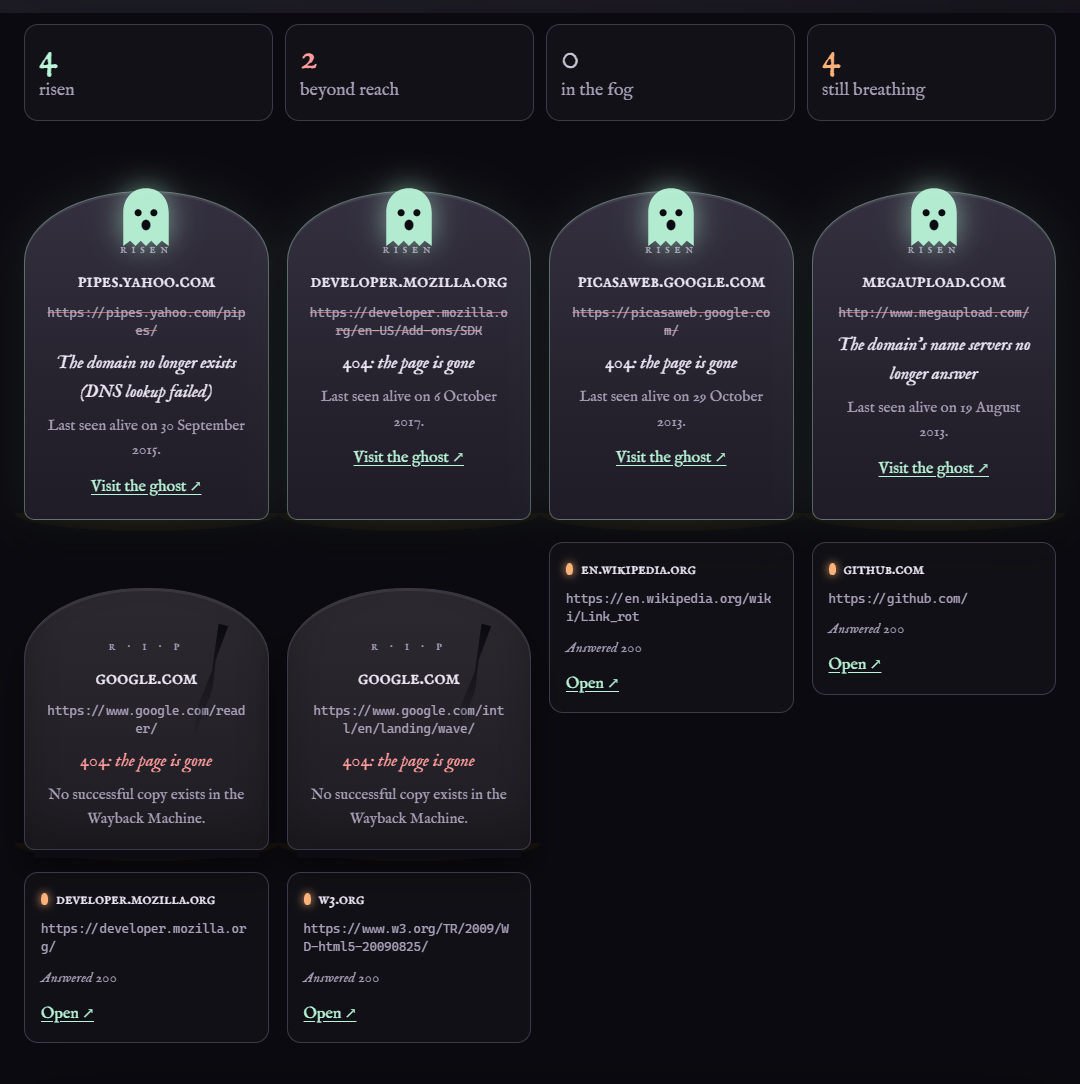 4
risen
2
beyond reach
0
in the fog
4
still breathing
RISEN
PIPES.YAHOO.COM
https://pipes.yahoo.com/pip
es/
The domain no longer exists
(DNS lookup failed)
Last seen alive on 30 September
2015.
Visit the ghost ↗
RISEN
DEVELOPER.MOZILLA.ORG
https://developer.mozilla.o
rg/en-US/Add-ons/SDK
404: the page is gone
Last seen alive on 6 October
2017.
Visit the ghost ↗
RISEN
PICASAWEB.GOOGLE.COM
https://picasaweb.google.co
m/
404: the page is gone
Last seen alive on 29 October
2013.
Visit the ghost ↗
RISEN
MEGAUPLOAD.COM
http://www.megaupload.com/
The domain’s name servers no
longer answer
Last seen alive on 19 August
2013.
Visit the ghost ↗
R · I · P
GOOGLE.COM
https://www.google.com/read
er/
404: the page is gone
No successful copy exists in the
Wayback Machine.
R · I · P
GOOGLE.COM
https://www.google.com/int
l/en/landing/wave/
404: the page is gone
No successful copy exists in the
Wayback Machine.
EN.WIKIPEDIA.ORG
https://en.wikipedia.org/wik
i/Link_rot
Answered 200
Open ↗
GITHUB.COM
https://github.com/
Answered 200
Open ↗
DEVELOPER.MOZILLA.ORG
https://developer.mozilla.or
g/
Answered 200
Open ↗
W3.ORG
https://www.w3.org/TR/2009/W
D-html5-20090825/
Answered 200
Open ↗